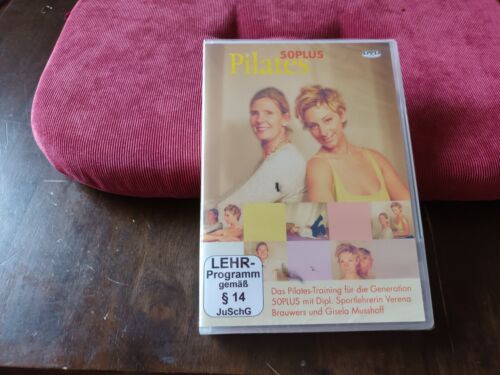 50PLUS
Pilates
DVD
LEHR-
Programm
gemäß
§ 14
JuSchG
Das Pilates-Training für die Generation
50PLUS mit Dipl. Sportlehrerin Verena
Brauwers und Gisela Musshoff